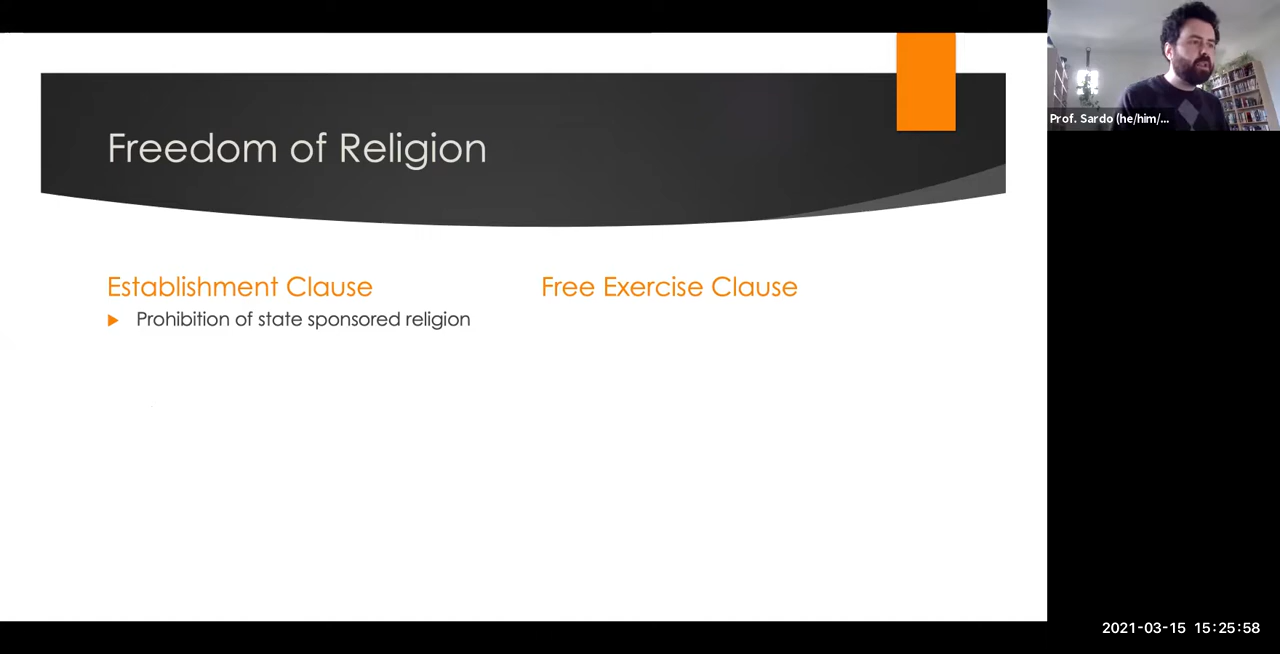 Freedom of Religion
Prof. Sardo (he/him/...
Establishment Clause
Prohibition of state sponsored religion
Free Exercise Clause
2021-03-15 15:25:58